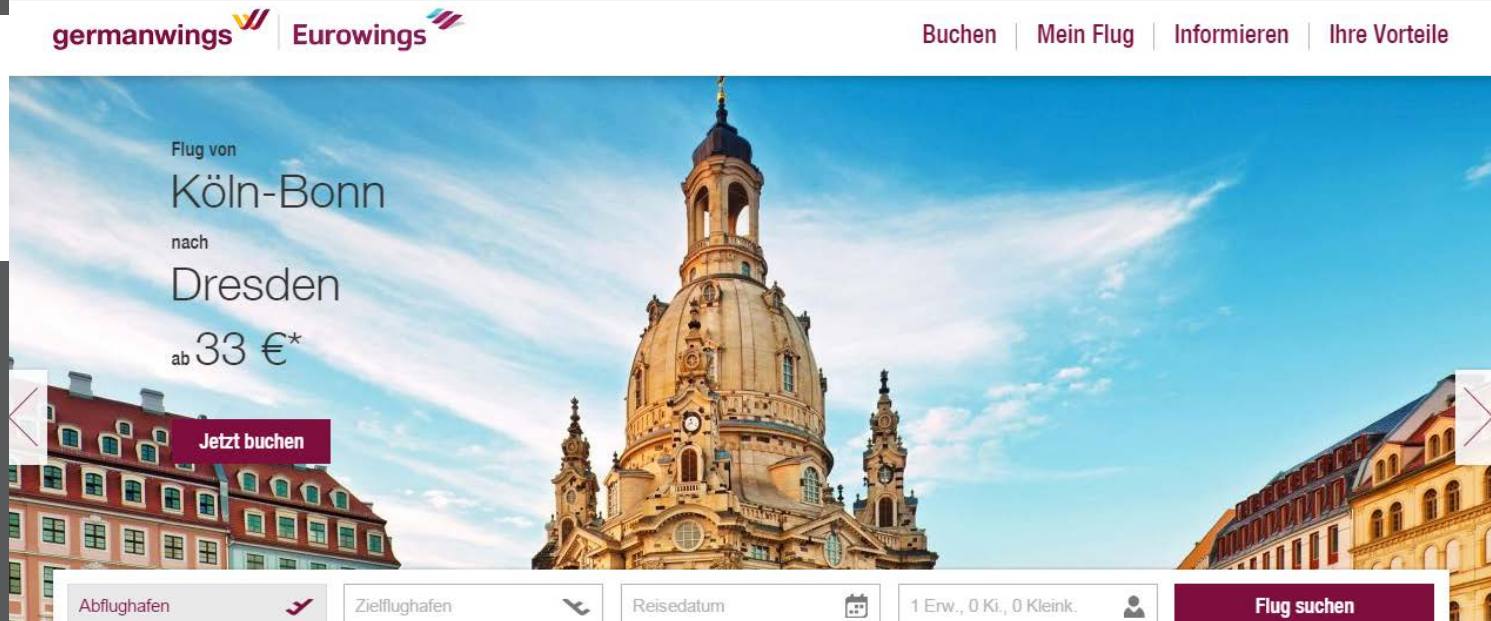 germanwings Eurowings
Buchen Mein Flug Informieren Ihre Vorteile
Flug von
Köln-Bonn
nach
Dresden
ab 33 €*
Jetzt buchen
Abflughafen Zielflughafen Reisedatum 1 Erw., 0 Ki., 0 Kleink. Flug suchen